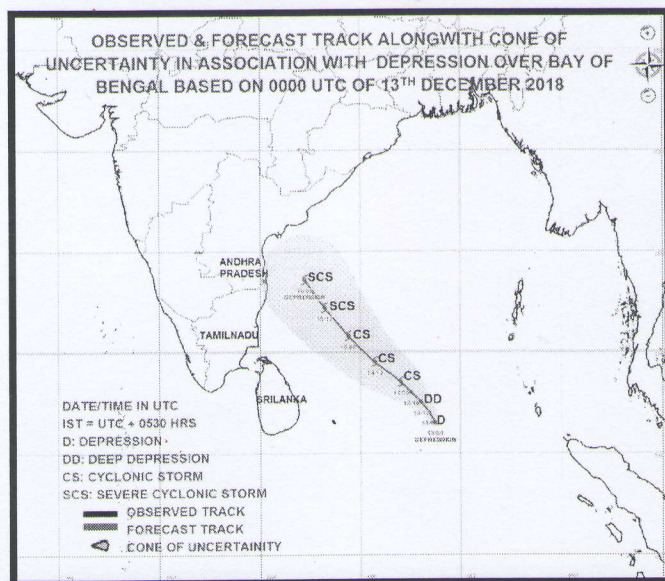 OBSERVED & FORECAST TRACK ALONGWITH CONE OF
UNCERTAINTY IN ASSOCIATION WITH DEPRESSION OVER BAY OF
BENGAL BASED ON 0000 UTC OF 13TH DECEMBER 2018
ANDHRA
PRADESH
SCS
DEPRESSION
SCS
TAMILNADU
CS
CS
CS
SRILANKA
DD
D
DEPRESSION
DATE/TIME IN UTC
IST = UTC + 0530 HRS
D: DEPRESSION
DD: DEEP DEPRESSION
CS: CYCLONIC STORM
SCS: SEVERE CYCLONIC STORM
OBSERVED TRACK
FORECAST TRACK
CONE OF UNCERTAINITY